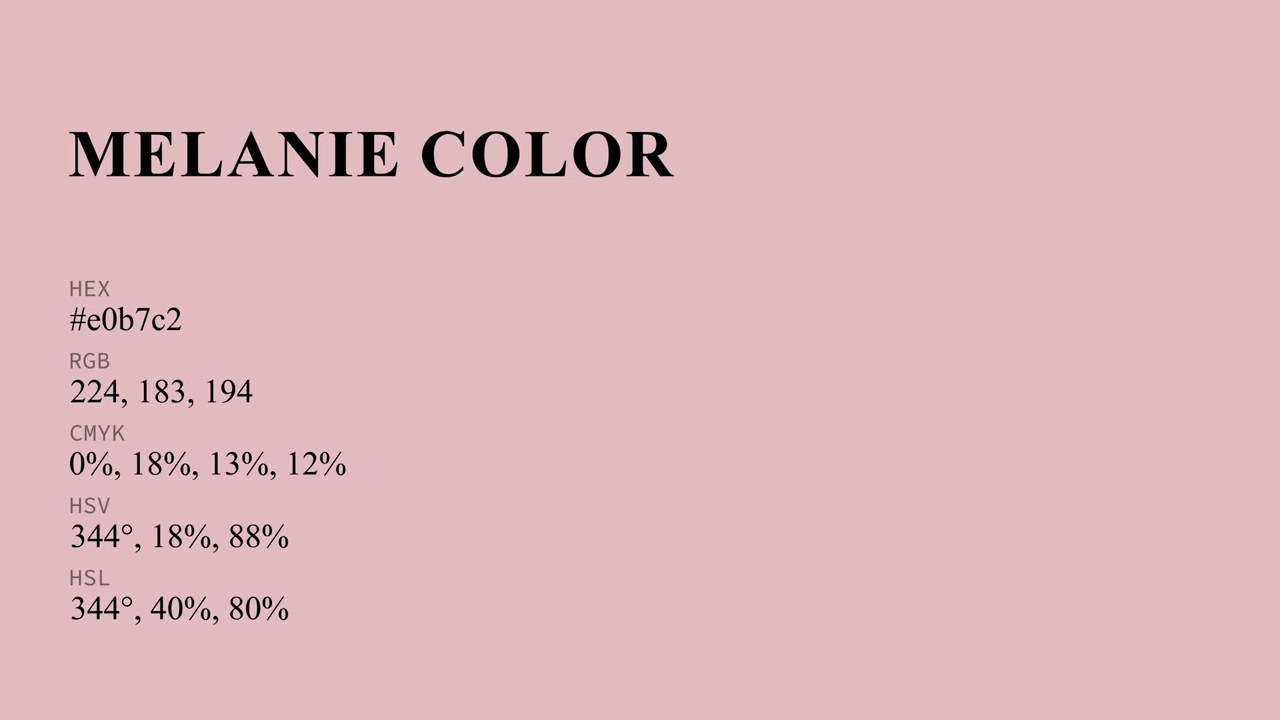 MELANIE COLOR
HEX
#e0b7c2
RGB
224, 183, 194
CMYK
0%, 18%, 13%, 12%
HSV
344°, 18%, 88%
HSL
344°, 40%, 80%